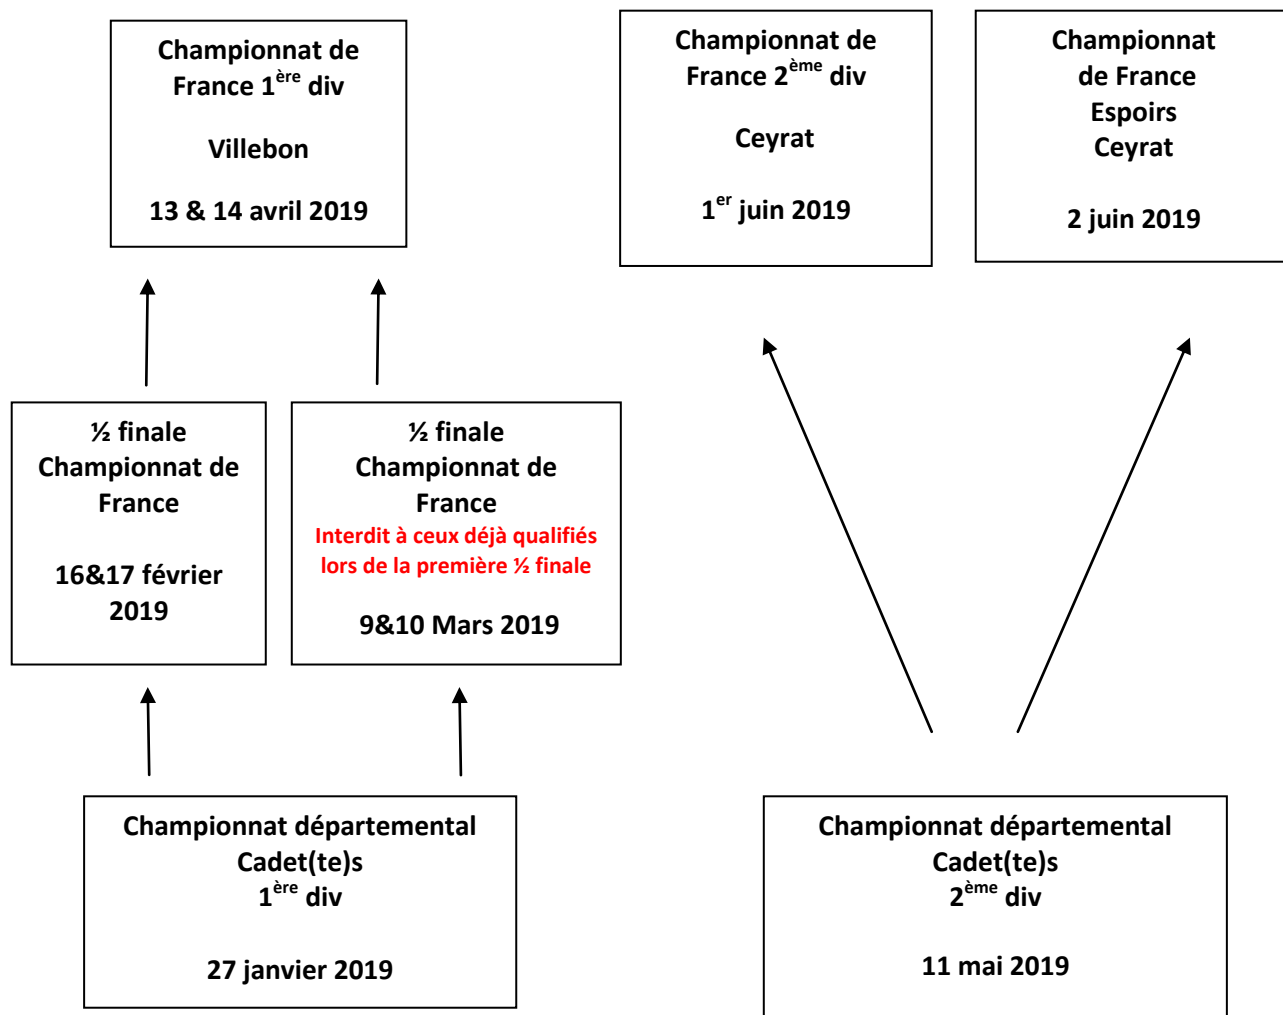 Championnat de
France 1ère div
Villebon
13 & 14 avril 2019
Championnat de
France 2ème div
Ceyrat
1er juin 2019
Championnat
de France
Espoirs
Ceyrat
2 juin 2019
½ finale
Championnat de
France
16&17 février
2019
½ finale
Championnat de
France
Interdit à ceux déjà qualifiés
lors de la première ½ finale
9&10 Mars 2019
Championnat départemental
Cadet(te)s
1ère div
27 janvier 2019
Championnat départemental
Cadet(te)s
2ème div
11 mai 2019